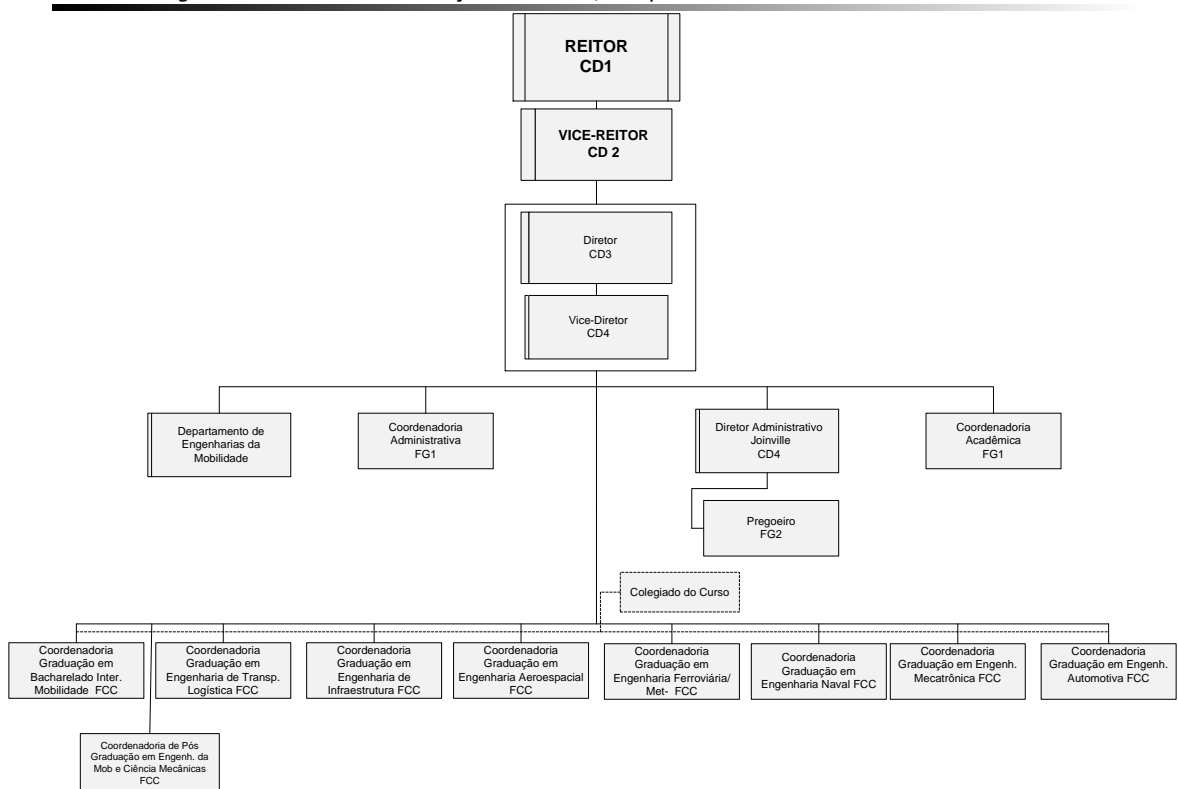 REITOR
CD1
VICE-REITOR
CD 2
Diretor
CD3
Vice-Diretor
CD4
Departamento de
Engenharias da
Mobilidade
Coordenadoria
Administrativa
FG1
Diretor Administrativo
Joinville
CD4
Coordenadoria
Acadêmica
FG1
Pregoeiro
FG2
Colegiado do Curso
Coordenadoria
Graduação em
Bacharelado Inter.
Mobilidade FCC
Coordenadoria
Graduação em
Engenharia de Transp.
Logística FCC
Coordenadoria
Graduação em
Engenharia de
Infraestrutura FCC
Coordenadoria
Graduação em
Engenharia Aeroespacial
FCC
Coordenadoria
Graduação em
Engenharia Ferroviária/
Met- FCC
Coordenadoria
Graduação em
Engenharia Naval FCC
Coordenadoria
Graduação em Engenh.
Mecatrônica FCC
Coordenadoria
Graduação em Engenh.
Automotiva FCC
Coordenadoria de Pós
Graduação em Engenh. da
Mob e Ciência Mecânicas
FCC